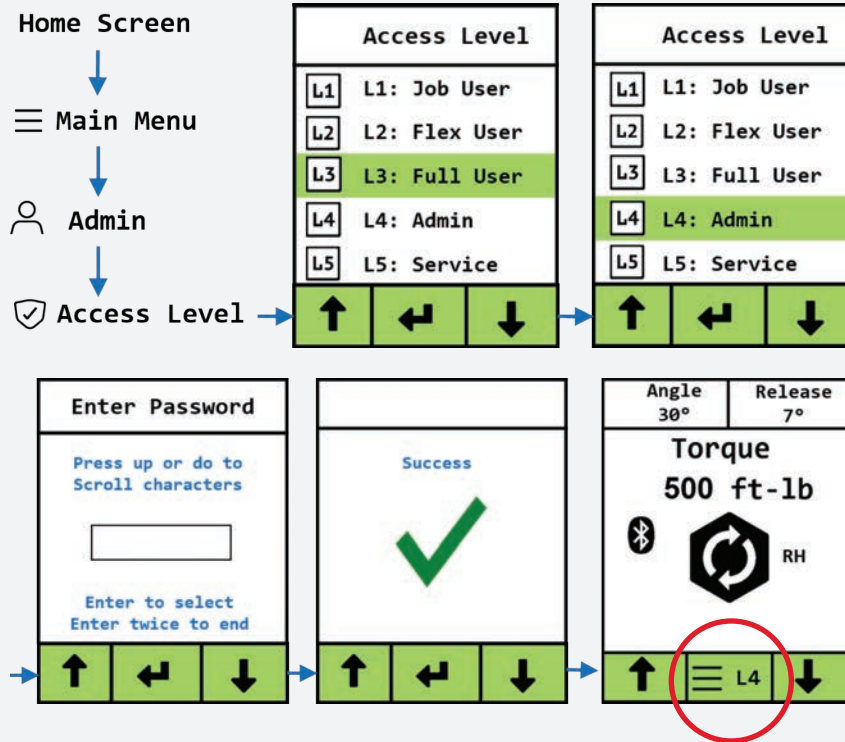 Home Screen
Main Menu
Admin
Access Level
Access Level
L1 L1: Job User
L2 L2: Flex User
L3 L3: Full User
L4 L4: Admin
L5 L5: Service
Access Level
L1 L1: Job User
L2 L2: Flex User
L3 L3: Full User
L4 L4: Admin
L5 L5: Service
Enter Password
Press up or do to
Scroll characters
Enter to select
Enter twice to end
Success
Angle
30°
Release
7°
Torque
500 ft-lb
RH
L4